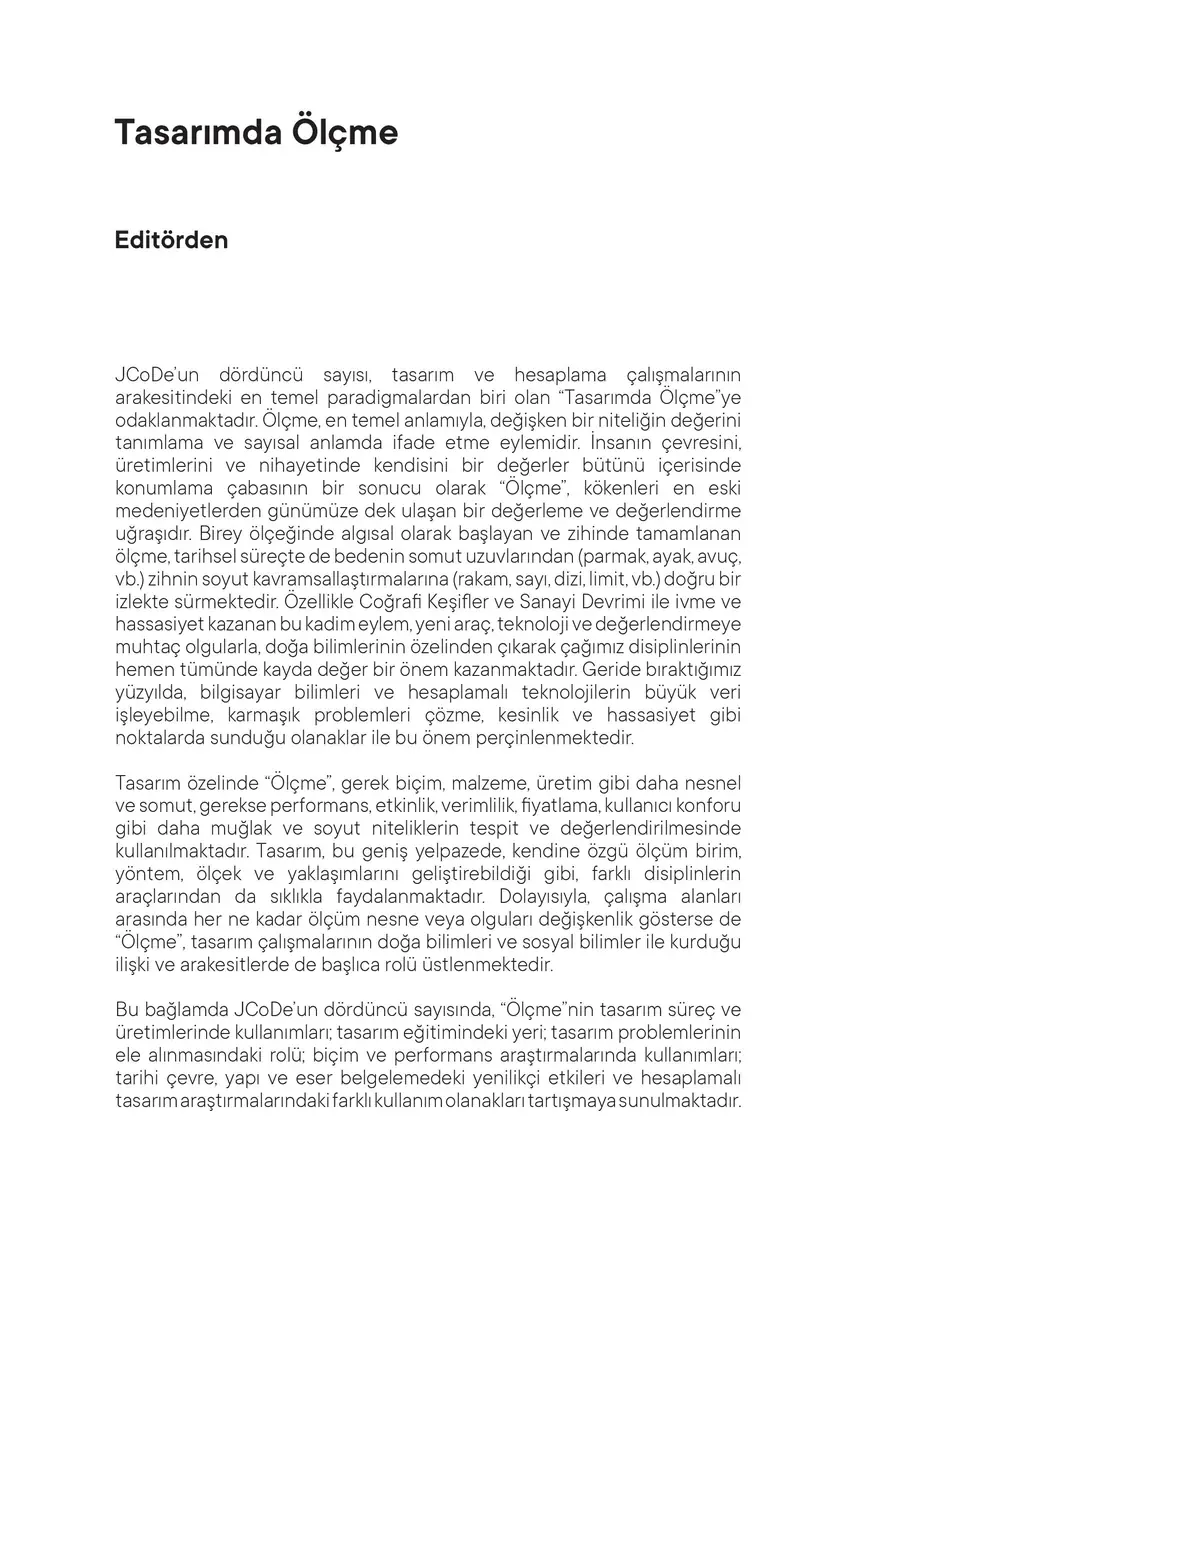 Tasarımda Ölçme
Editörden
JCoDe’un dördüncü sayısı, tasarım ve hesaplama çalışmalarının
arakesitindeki en temel paradigmalardan biri olan “Tasarımda Ölçme”ye
odaklanmaktadır. Ölçme, en temel anlamıyla, değişken bir niteliğin değerini
tanımlama ve sayısal anlamda ifade etme eylemidir. İnsanın çevresini,
üretimlerini ve nihayetinde kendisini bir değerler bütünü içerisinde
konumlama çabasının bir sonucu olarak “Ölçme”, kökenleri en eski
medeniyetlerden günümüze dek ulaşan bir değerleme ve değerlendirme
uğraşıdır. Birey ölçeğinde algısal olarak başlayan ve zihinde tamamlanan
ölçme, tarihsel süreçte de bedenin somut uzuvlarından (parmak, ayak, avuç,
vb.) zihnin soyut kavramsallaştırmalarına (rakam, sayı, dizi, limit, vb.) doğru bir
izlekte sürmektedir. Özellikle Coğrafi Keşifler ve Sanayi Devrimi ile ivme ve
hassasiyet kazanan bu kadim eylem, yeni araç, teknoloji ve değerlendirmeye
muhtaç olgularla, doğa bilimlerinin özelinden çıkarak çağımız disiplinlerinin
hemen tümünde kayda değer bir önem kazanmaktadır. Geride bıraktığımız
yüzyılda, bilgisayar bilimleri ve hesaplamalı teknolojilerin büyük veri
işleyebilme, karmaşık problemleri çözme, kesinlik ve hassasiyet gibi
noktalarda sunduğu olanaklar ile bu önem perçinlenmektedir.
Tasarım özelinde “Ölçme”, gerek biçim, malzeme, üretim gibi daha nesnel
ve somut, gerekse performans, etkinlik, verimlilik, fiyatlama, kullanıcı konforu
gibi daha muğlak ve soyut niteliklerin tespit ve değerlendirilmesinde
kullanılmaktadır. Tasarım, bu geniş yelpazede, kendine özgü ölçüm birim,
yöntem, ölçek ve yaklaşımlarını geliştirebildiği gibi, farklı disiplinlerin
araçlarından da sıklıkla faydalanmaktadır. Dolayısıyla, çalışma alanları
arasında her ne kadar ölçüm nesne veya olguları değişkenlik gösterse de
“Ölçme”, tasarım çalışmalarının doğa bilimleri ve sosyal bilimler ile kurduğu
ilişki ve arakesitlerde de başlıca rolü üstlenmektedir.
Bu bağlamda JCoDe’un dördüncü sayısında, “Ölçme”nin tasarım süreç ve
üretimlerinde kullanımları; tasarım eğitimindeki yeri; tasarım problemlerinin
ele alınmasındaki rolü; biçim ve performans araştırmalarında kullanımları;
tarihi çevre, yapı ve eser belgelemedeki yenilikçi etkileri ve hesaplamalı
tasarım araştırmalarındaki farklı kullanım olanakları tartışmaya sunulmaktadır.